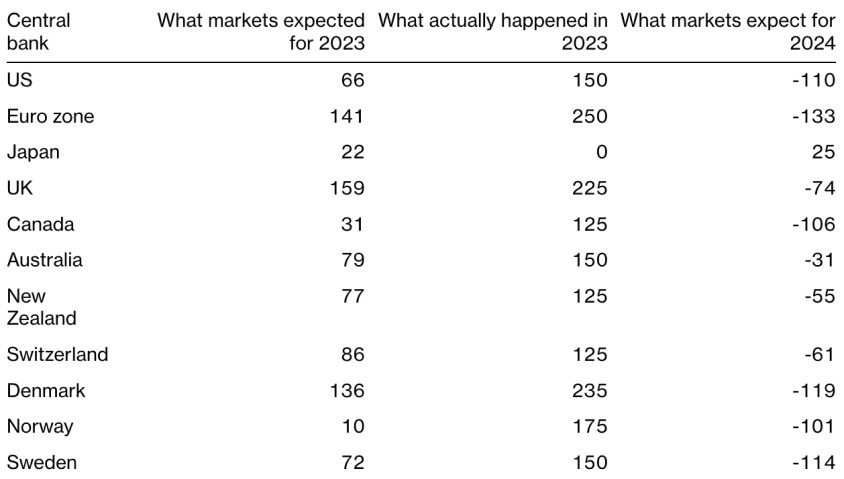 Central bank What markets expected for 2023 What actually happened in 2023 What markets expect for 2024
US 66 150 -110
Euro zone 141 250 -133
Japan 22 0 25
UK 159 225 -74
Canada 31 125 -106
Australia 79 150 -31
New Zealand 77 125 -55
Switzerland 86 125 -61
Denmark 136 235 -119
Norway 10 175 -101
Sweden 72 150 -114